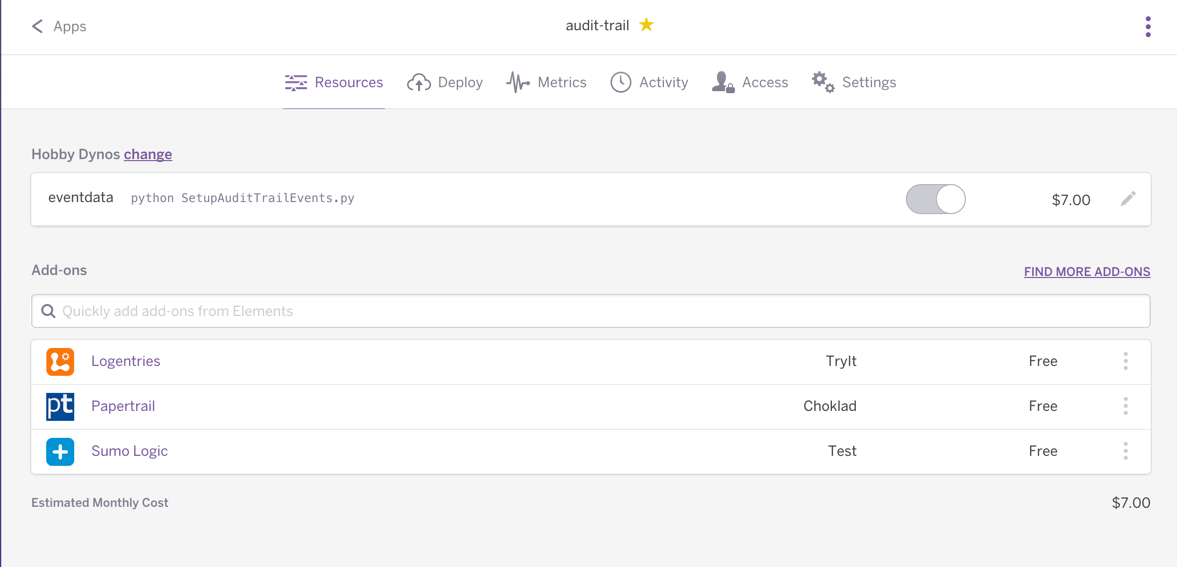 Apps
audit-trail
Resources Deploy Metrics Activity Access Settings
Hobby Dynos change
eventdata python SetupAuditTrailEvents.py $7.00
Add-ons FIND MORE ADD-ONS
Quickly add add-ons from Elements
Logentries TryIt Free
pt Papertrail Choklad Free
Sumo Logic Test Free
Estimated Monthly Cost $7.00